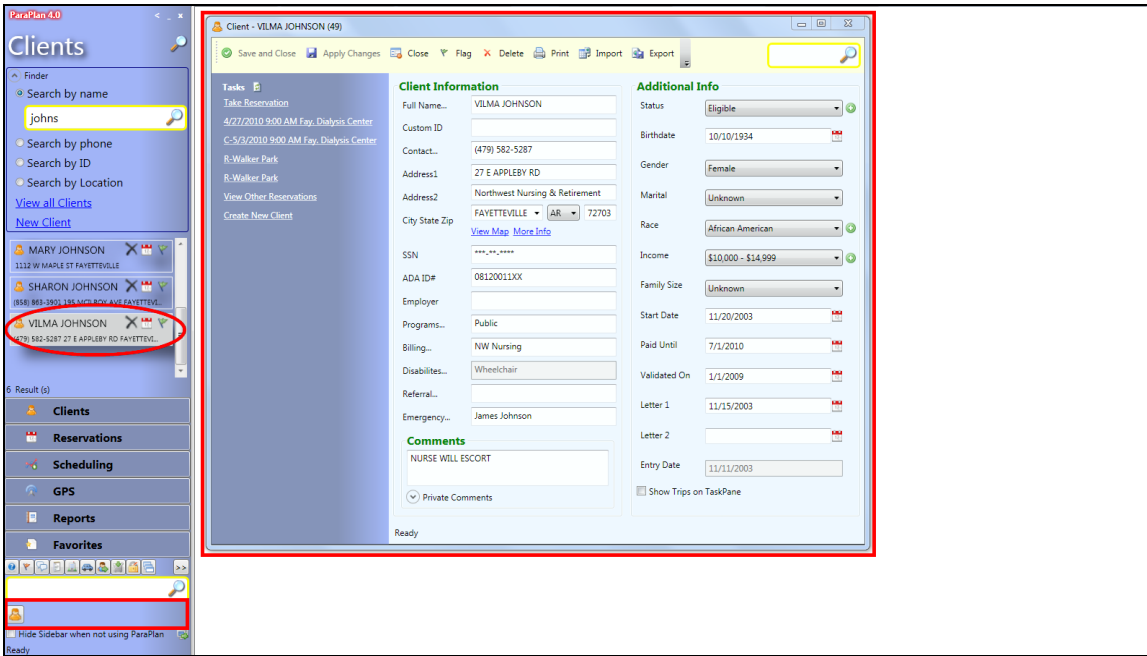 ParaPlan 4.0
Clients
Finder
Search by name
johns
Search by phone
Search by ID
Search by Location
View all Clients
New Client
MARY JOHNSON
1112 W MAPLE ST FAYETTEVILLE
SHARON JOHNSON
(858) 863-3901 195 MCILROY AVE FAYETTEVI...
VILMA JOHNSON
(479) 582-5287 27 E APPLEBY RD FAYETTEVI...
6 Result (s)
Clients
Reservations
Scheduling
GPS
Reports
Favorites
>>
Hide Sidebar when not using ParaPlan
Ready
Client - VILMA JOHNSON (49)
Save and Close Apply Changes Close Flag Delete Print Import Export
Tasks
Take Reservation
4/27/2010 9:00 AM Fay. Dialysis Center
C-5/3/2010 9:00 AM Fay. Dialysis Center
R-Walker Park
R-Walker Park
View Other Reservations
Create New Client
Client Information
Full Name... VILMA JOHNSON
Custom ID
Contact... (479) 582-5287
Address1 27 E APPLEBY RD
Address2 Northwest Nursing & Retirement
City State Zip FAYETTEVILLE AR 72703
View Map More Info
SSN ***-**-****
ADA ID# 08120011XX
Employer
Programs... Public
Billing... NW Nursing
Disabilites... Wheelchair
Referral...
Emergency... James Johnson
Comments
NURSE WILL ESCORT
Private Comments
Additional Info
Status Eligible
Birthdate 10/10/1934
Gender Female
Marital Unknown
Race African American
Income $10,000 - $14,999
Family Size Unknown
Start Date 11/20/2003
Paid Until 7/1/2010
Validated On 1/1/2009
Letter 1 11/15/2003
Letter 2
Entry Date 11/11/2003
Show Trips on TaskPane
Ready